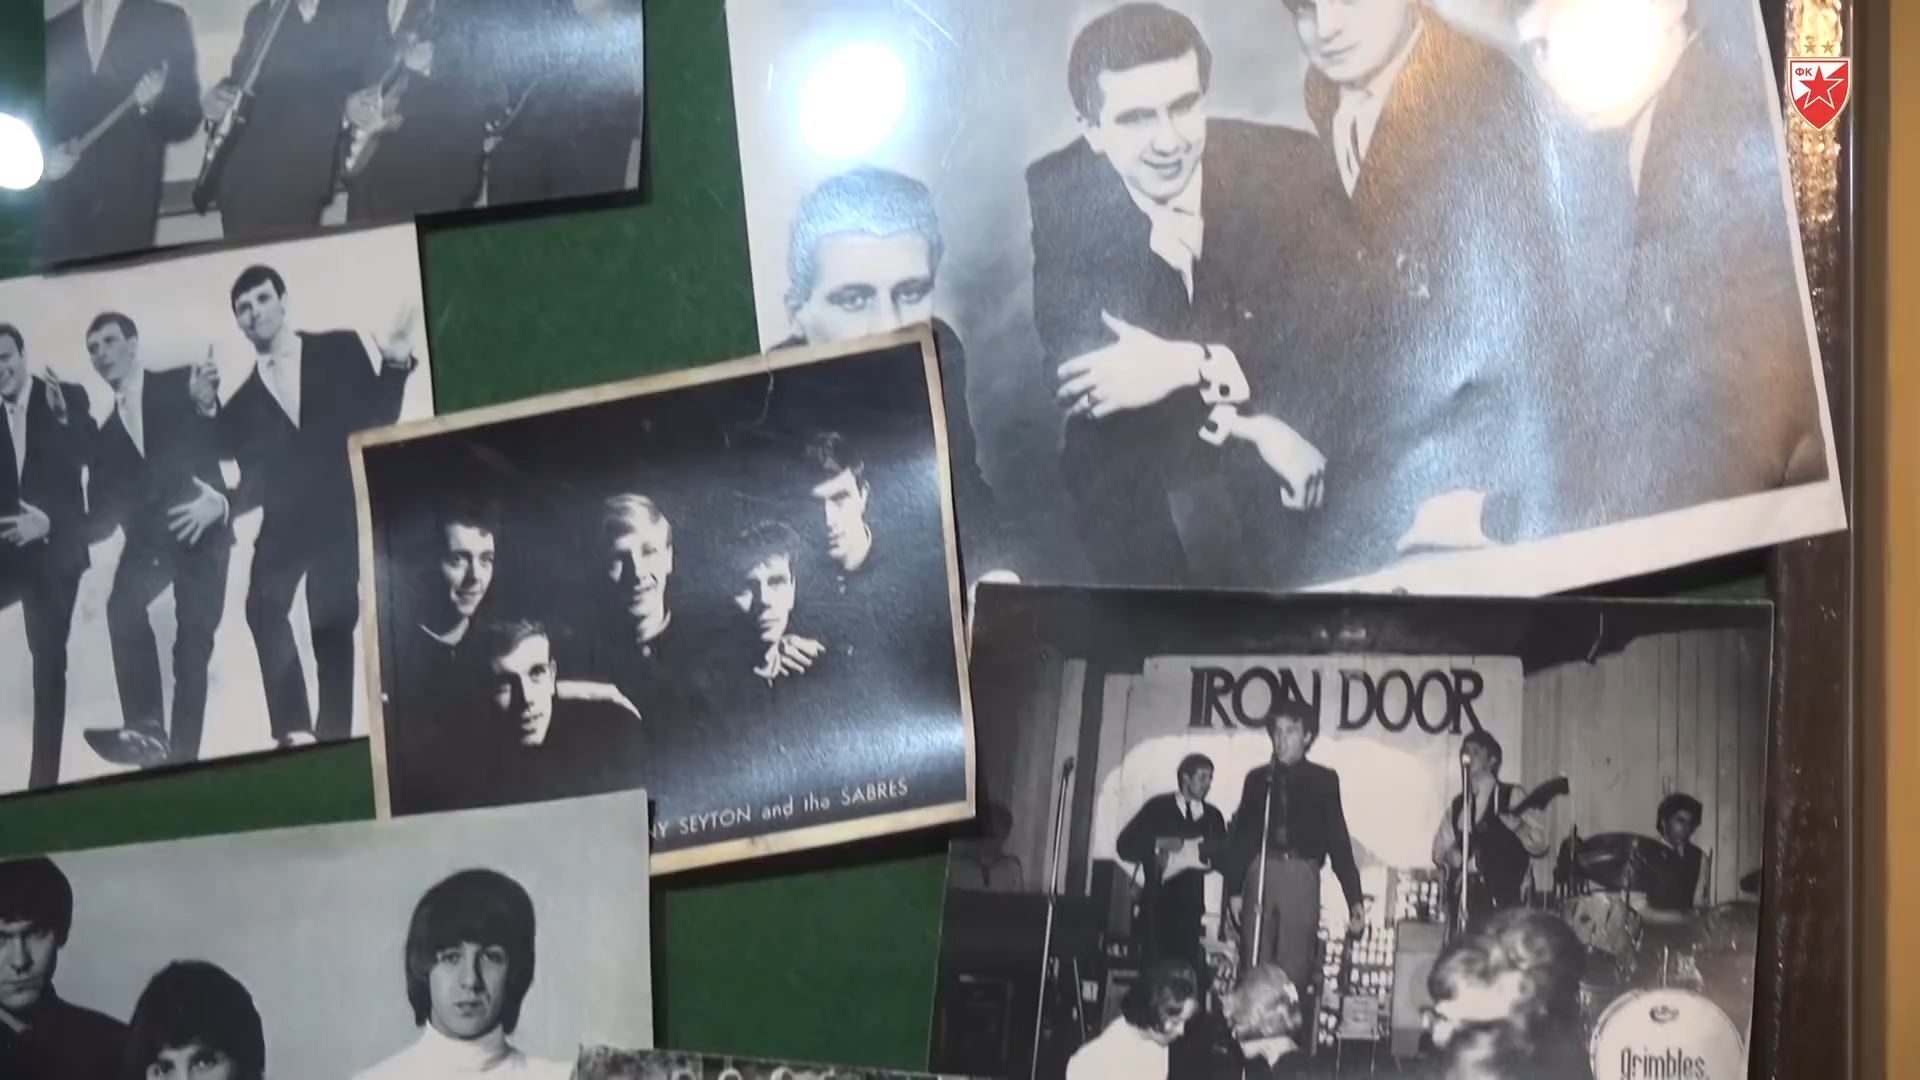 ФК
NY SEYTON and the SABRES
IRON DOOR
Grimbles